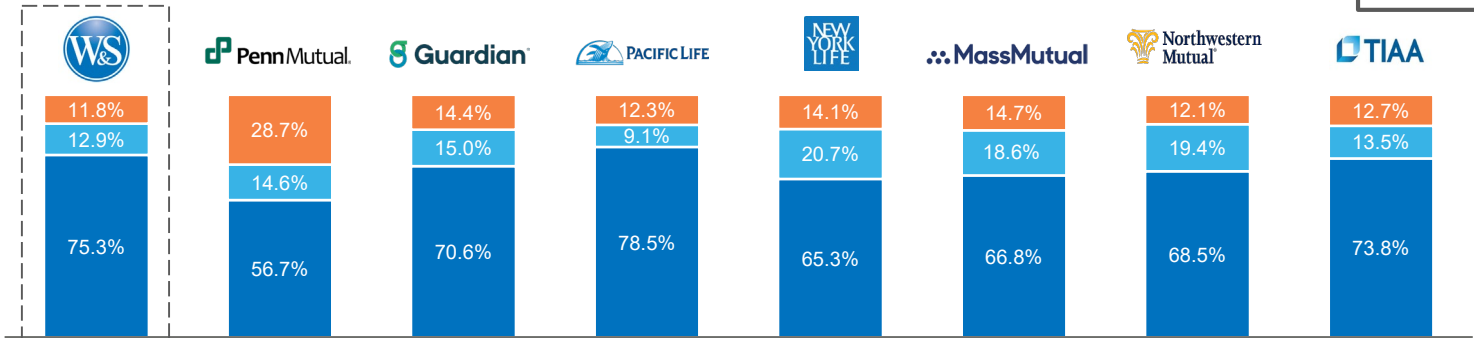 W&S
PennMutual.
Guardian®
PACIFIC LIFE
NEW
YORK
LIFE
MassMutual
Northwestern
Mutual®
TIAA
11.8% 28.7% 14.4% 12.3% 14.1% 14.7% 12.1% 12.7%
12.9% 14.6% 15.0% 9.1% 20.7% 18.6% 19.4% 13.5%
75.3% 56.7% 70.6% 78.5% 65.3% 66.8% 68.5% 73.8%